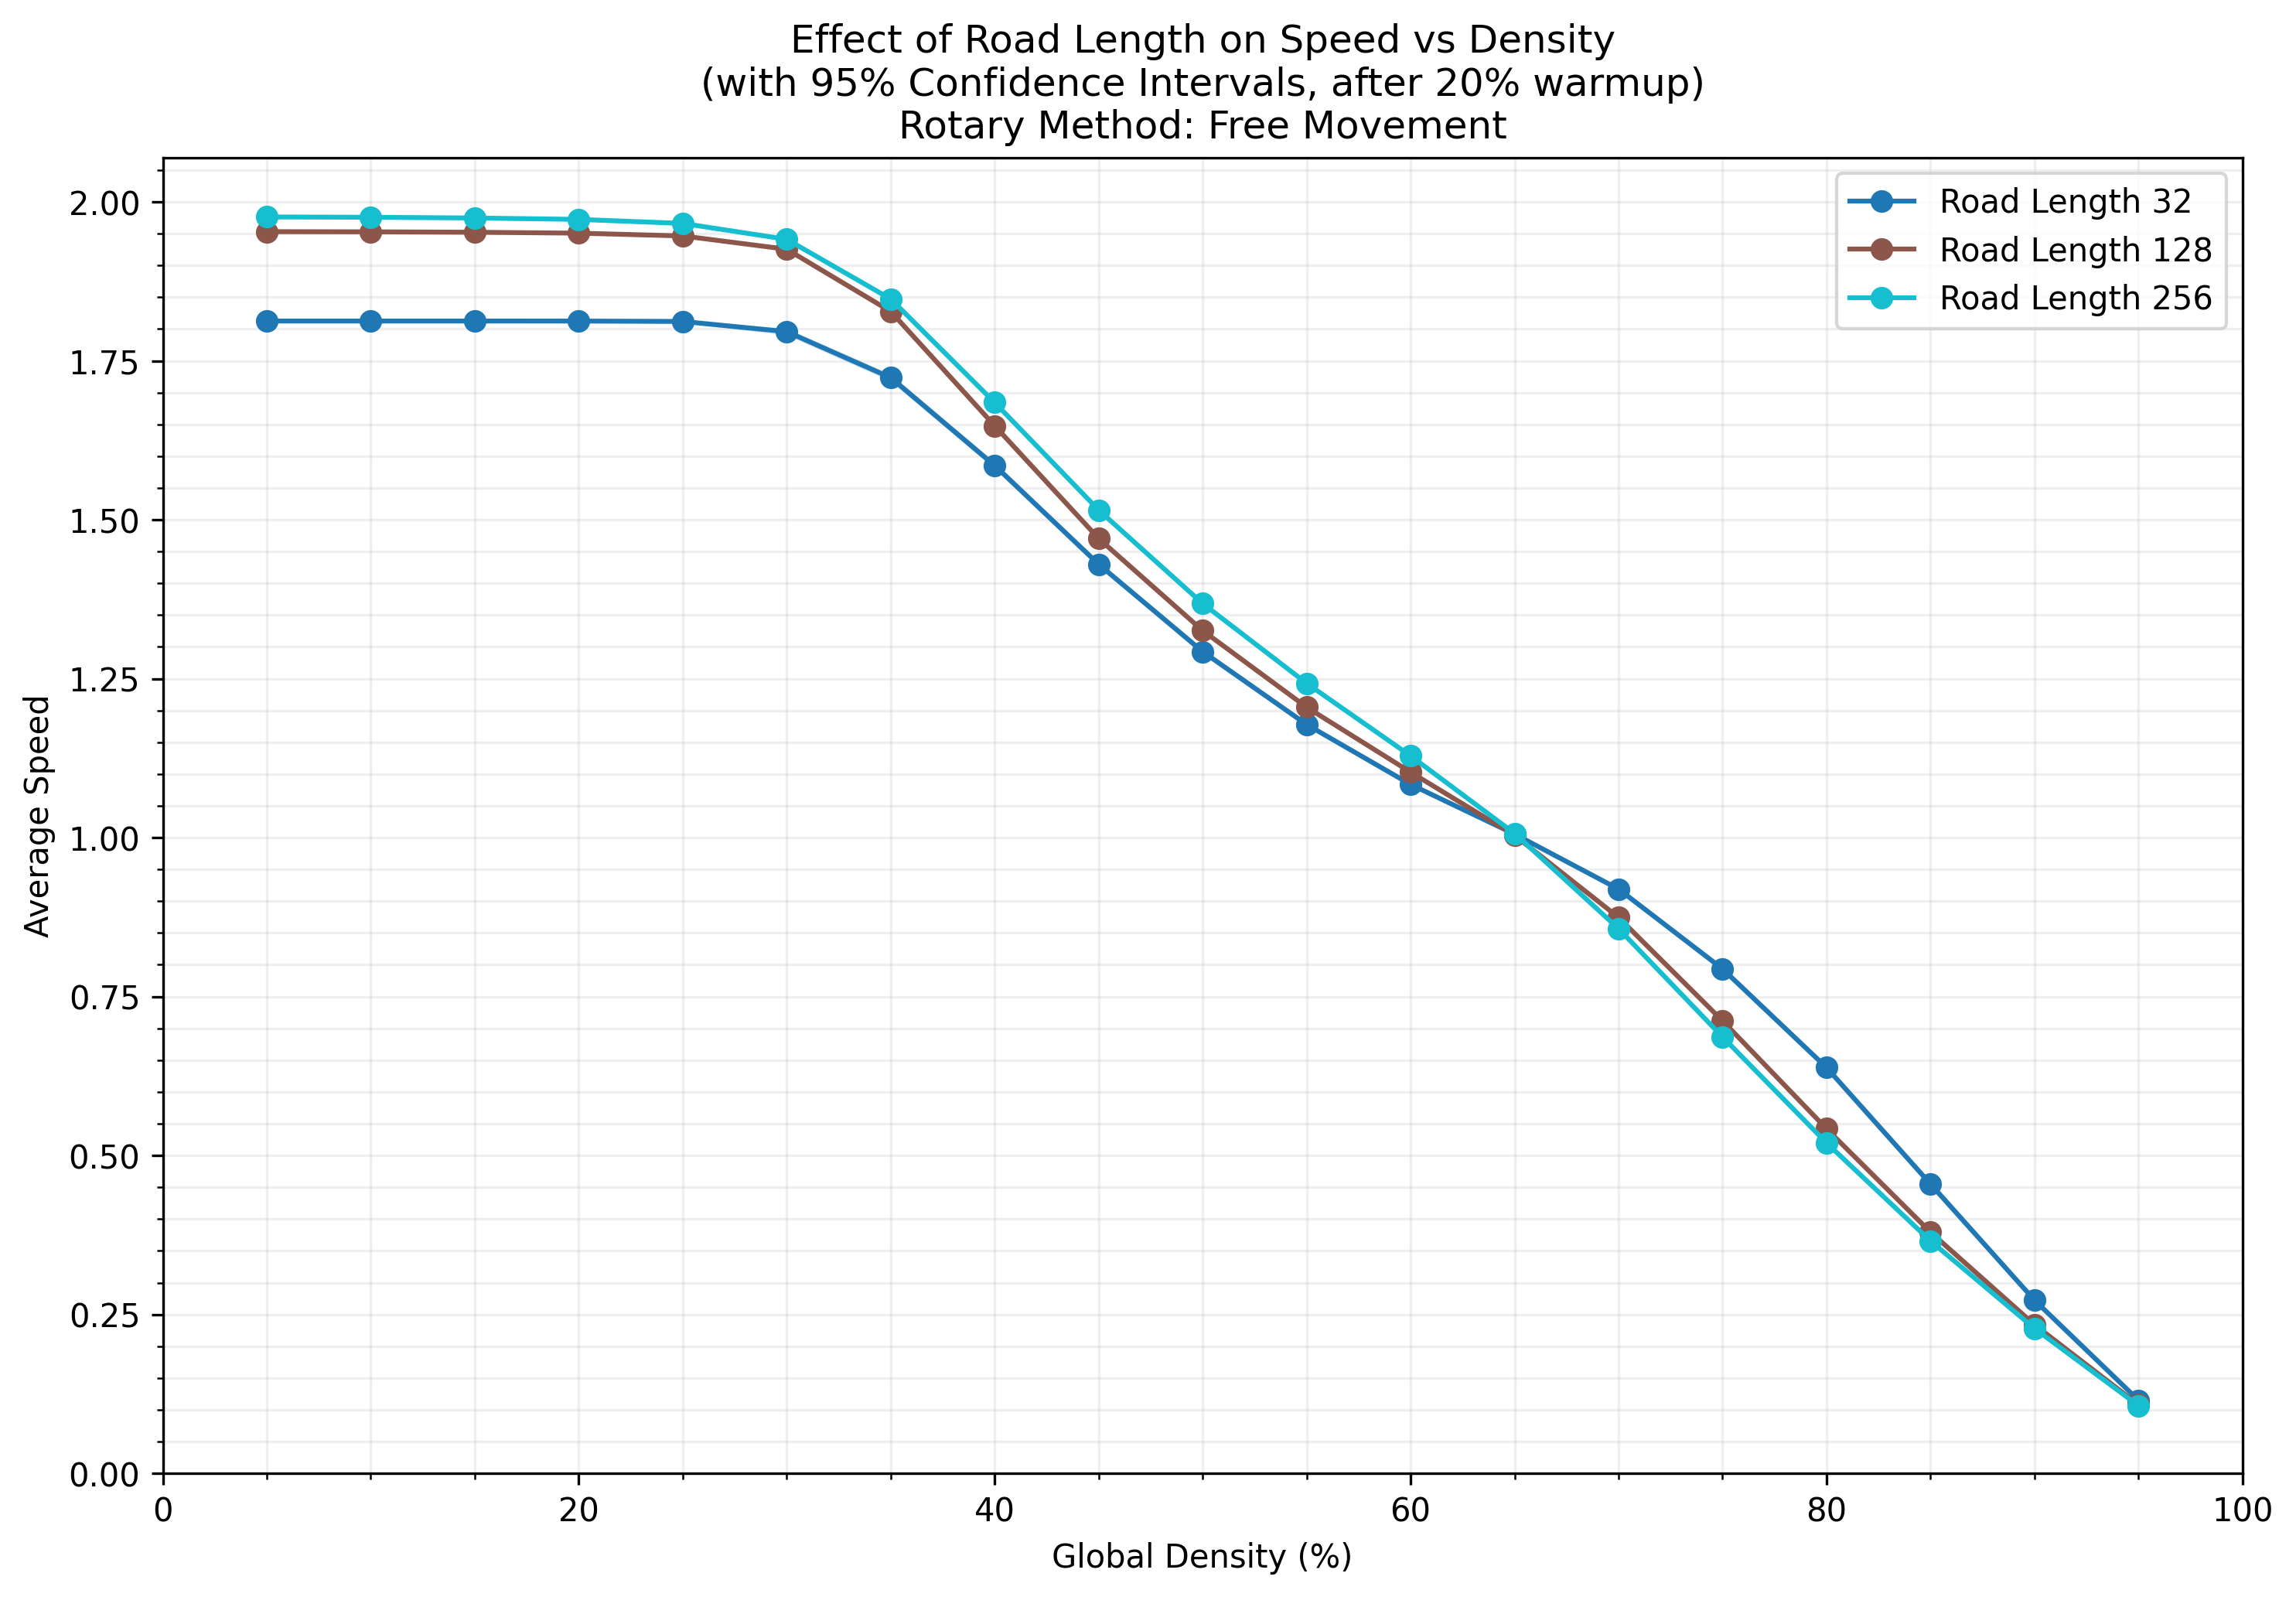 Effect of Road Length on Speed vs Density
(with 95% Confidence Intervals, after 20% warmup)
Rotary Method: Free Movement
Road Length 32
Road Length 128
Road Length 256
2.00
1.75
1.50
1.25
1.00
0.75
0.50
0.25
0.00
Average Speed
0 20 40 60 80 100
Global Density (%)